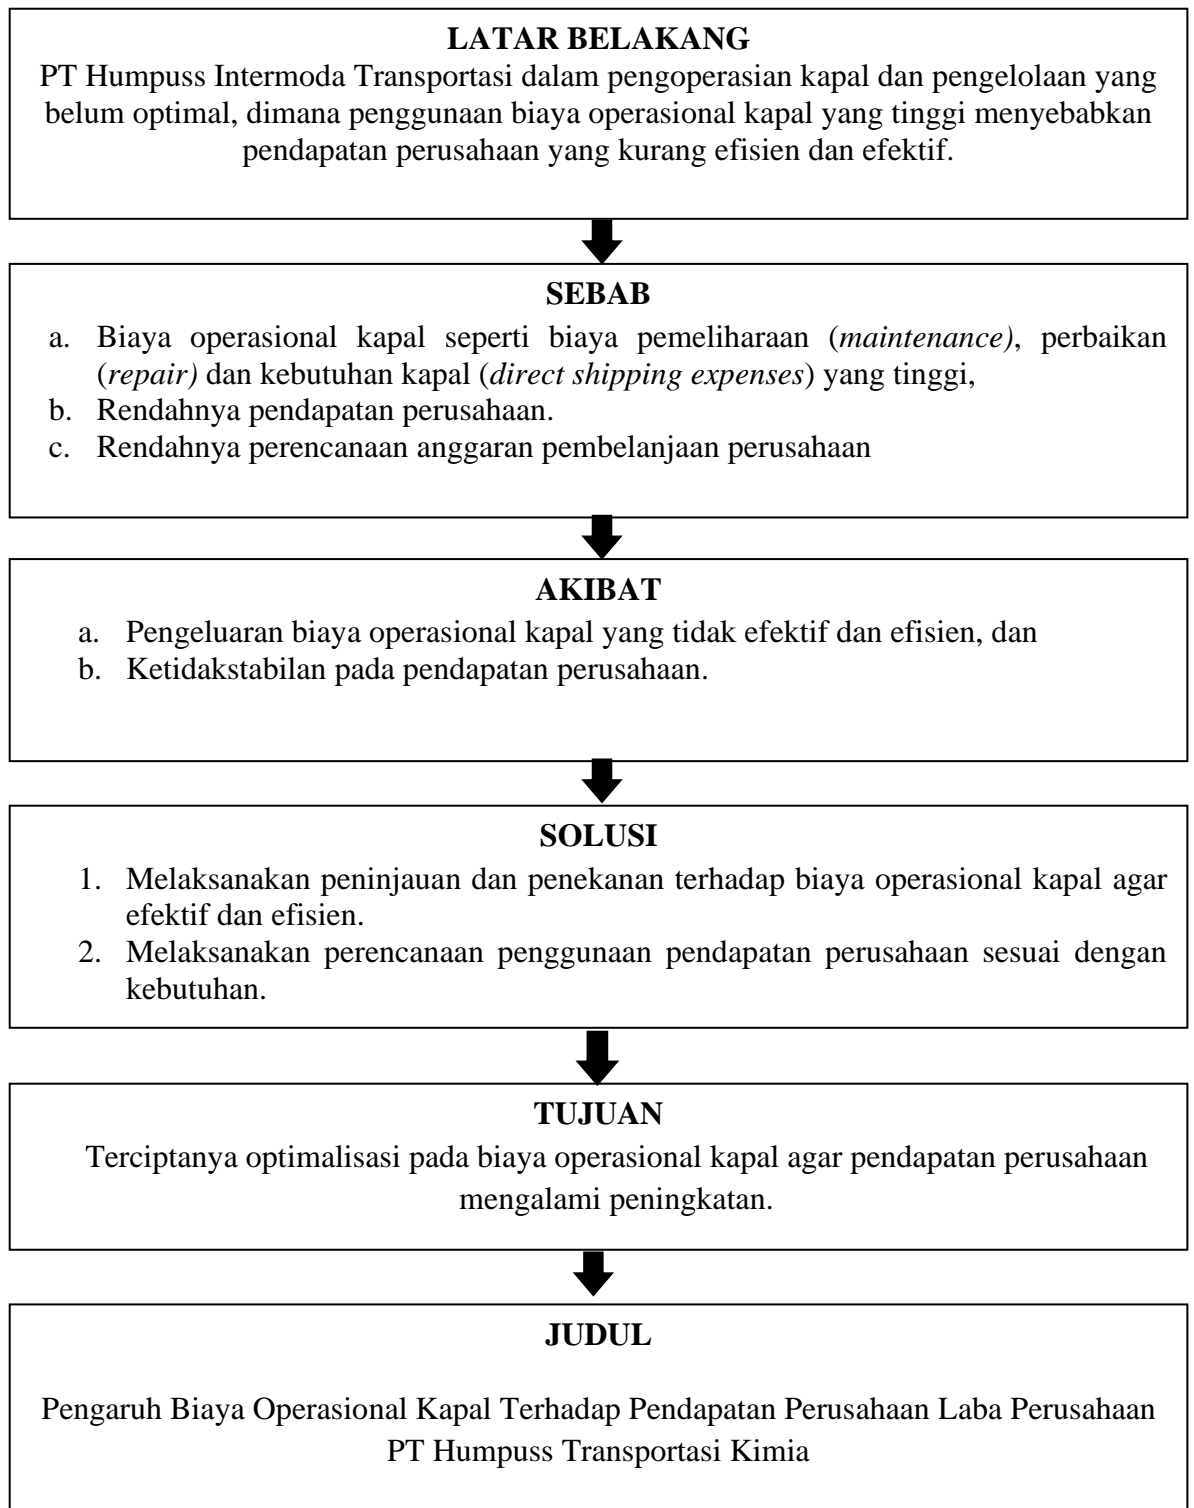 LATAR BELAKANG
PT Humpuss Intermoda Transportasi dalam pengoperasian kapal dan pengelolaan yang
belum optimal, dimana penggunaan biaya operasional kapal yang tinggi menyebabkan
pendapatan perusahaan yang kurang efisien dan efektif.
SEBAB
a. Biaya operasional kapal seperti biaya pemeliharaan (maintenance), perbaikan
(repair) dan kebutuhan kapal (direct shipping expenses) yang tinggi,
b. Rendahnya pendapatan perusahaan.
c. Rendahnya perencanaan anggaran pembelanjaan perusahaan
AKIBAT
a. Pengeluaran biaya operasional kapal yang tidak efektif dan efisien, dan
b. Ketidakstabilan pada pendapatan perusahaan.
SOLUSI
1. Melaksanakan peninjauan dan penekanan terhadap biaya operasional kapal agar
efektif dan efisien.
2. Melaksanakan perencanaan penggunaan pendapatan perusahaan sesuai dengan
kebutuhan.
TUJUAN
Terciptanya optimalisasi pada biaya operasional kapal agar pendapatan perusahaan
mengalami peningkatan.
JUDUL
Pengaruh Biaya Operasional Kapal Terhadap Pendapatan Perusahaan Laba Perusahaan
PT Humpuss Transportasi Kimia